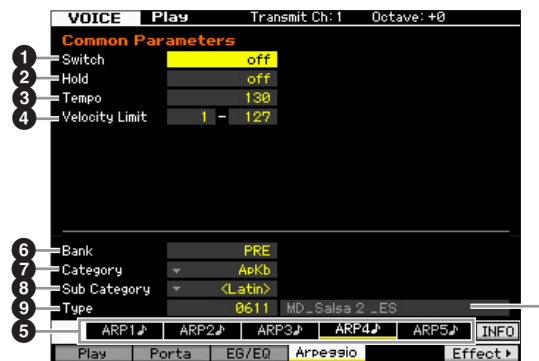 VOICE Play Transmit Ch:1 Octave:+0
Common Parameters
1 Switch off
2 Hold off
3 Tempo 130
4 Velocity Limit 1 - 127
6 Bank PRE
7 Category ApKb
8 Sub Category <Latin>
9 Type 0611 MD_Salsa 2 _ES
5 ARP1♪ ARP2♪ ARP3♪ ARP4♪ ARP5♪ INFO
Play Porta EG/EQ Arpeggio Effect▶